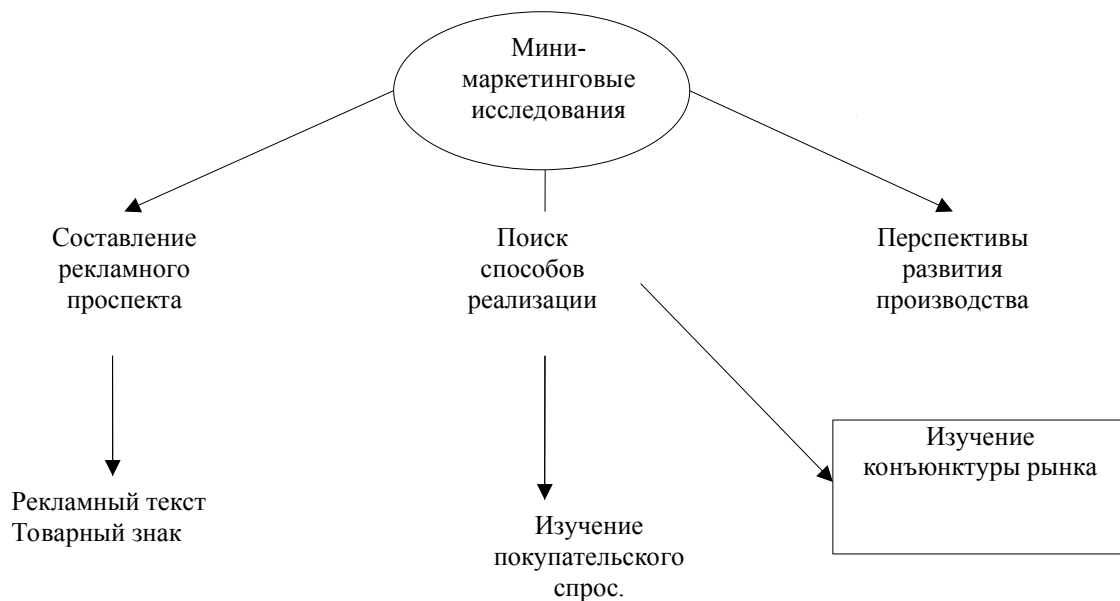 Мини-
маркетинговые
исследования
Составление
рекламного
проспекта
Поиск
способов
реализации
Перспективы
развития
производства
Рекламный текст
Товарный знак
Изучение
покупательского
спрос.
Изучение
конъюнктуры рынка